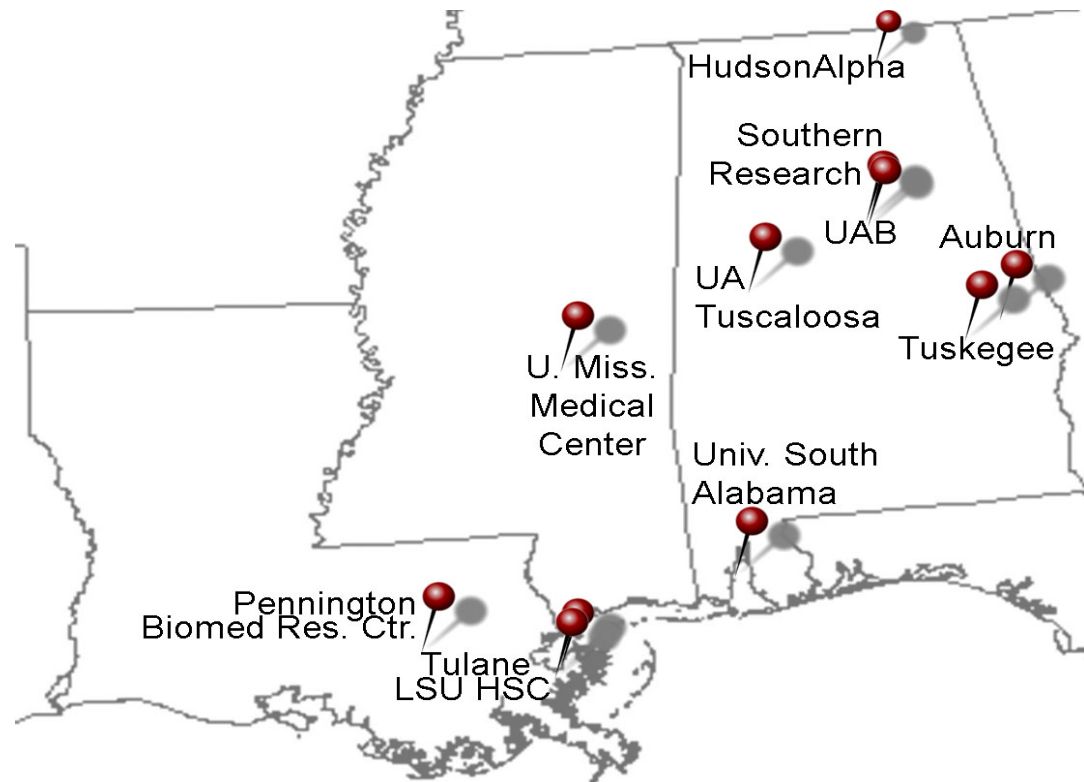 HudsonAlpha
Southern
Research
UAB
Auburn
UA
Tuscaloosa
Tuskegee
U. Miss.
Medical
Center
Univ. South
Alabama
Pennington
Biomed Res. Ctr.
Tulane
LSU HSC